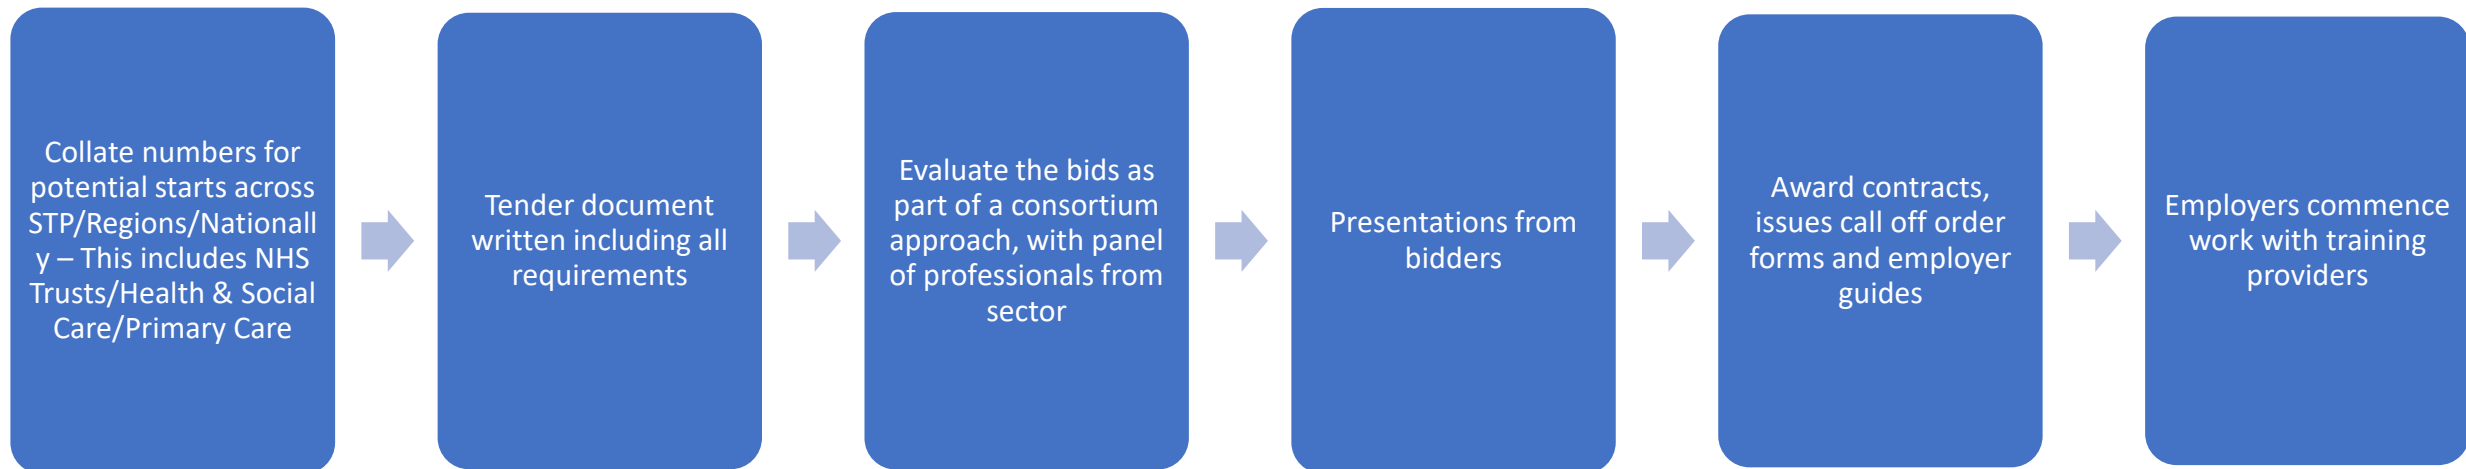 Collate numbers for
potential starts across
STP/Regions/Nationall
y – This includes NHS
Trusts/Health & Social
Care/Primary Care
Tender document
written including all
requirements
Evaluate the bids as
part of a consortium
approach, with panel
of professionals from
sector
Presentations from
bidders
Award contracts,
issues call off order
forms and employer
guides
Employers commence
work with training
providers